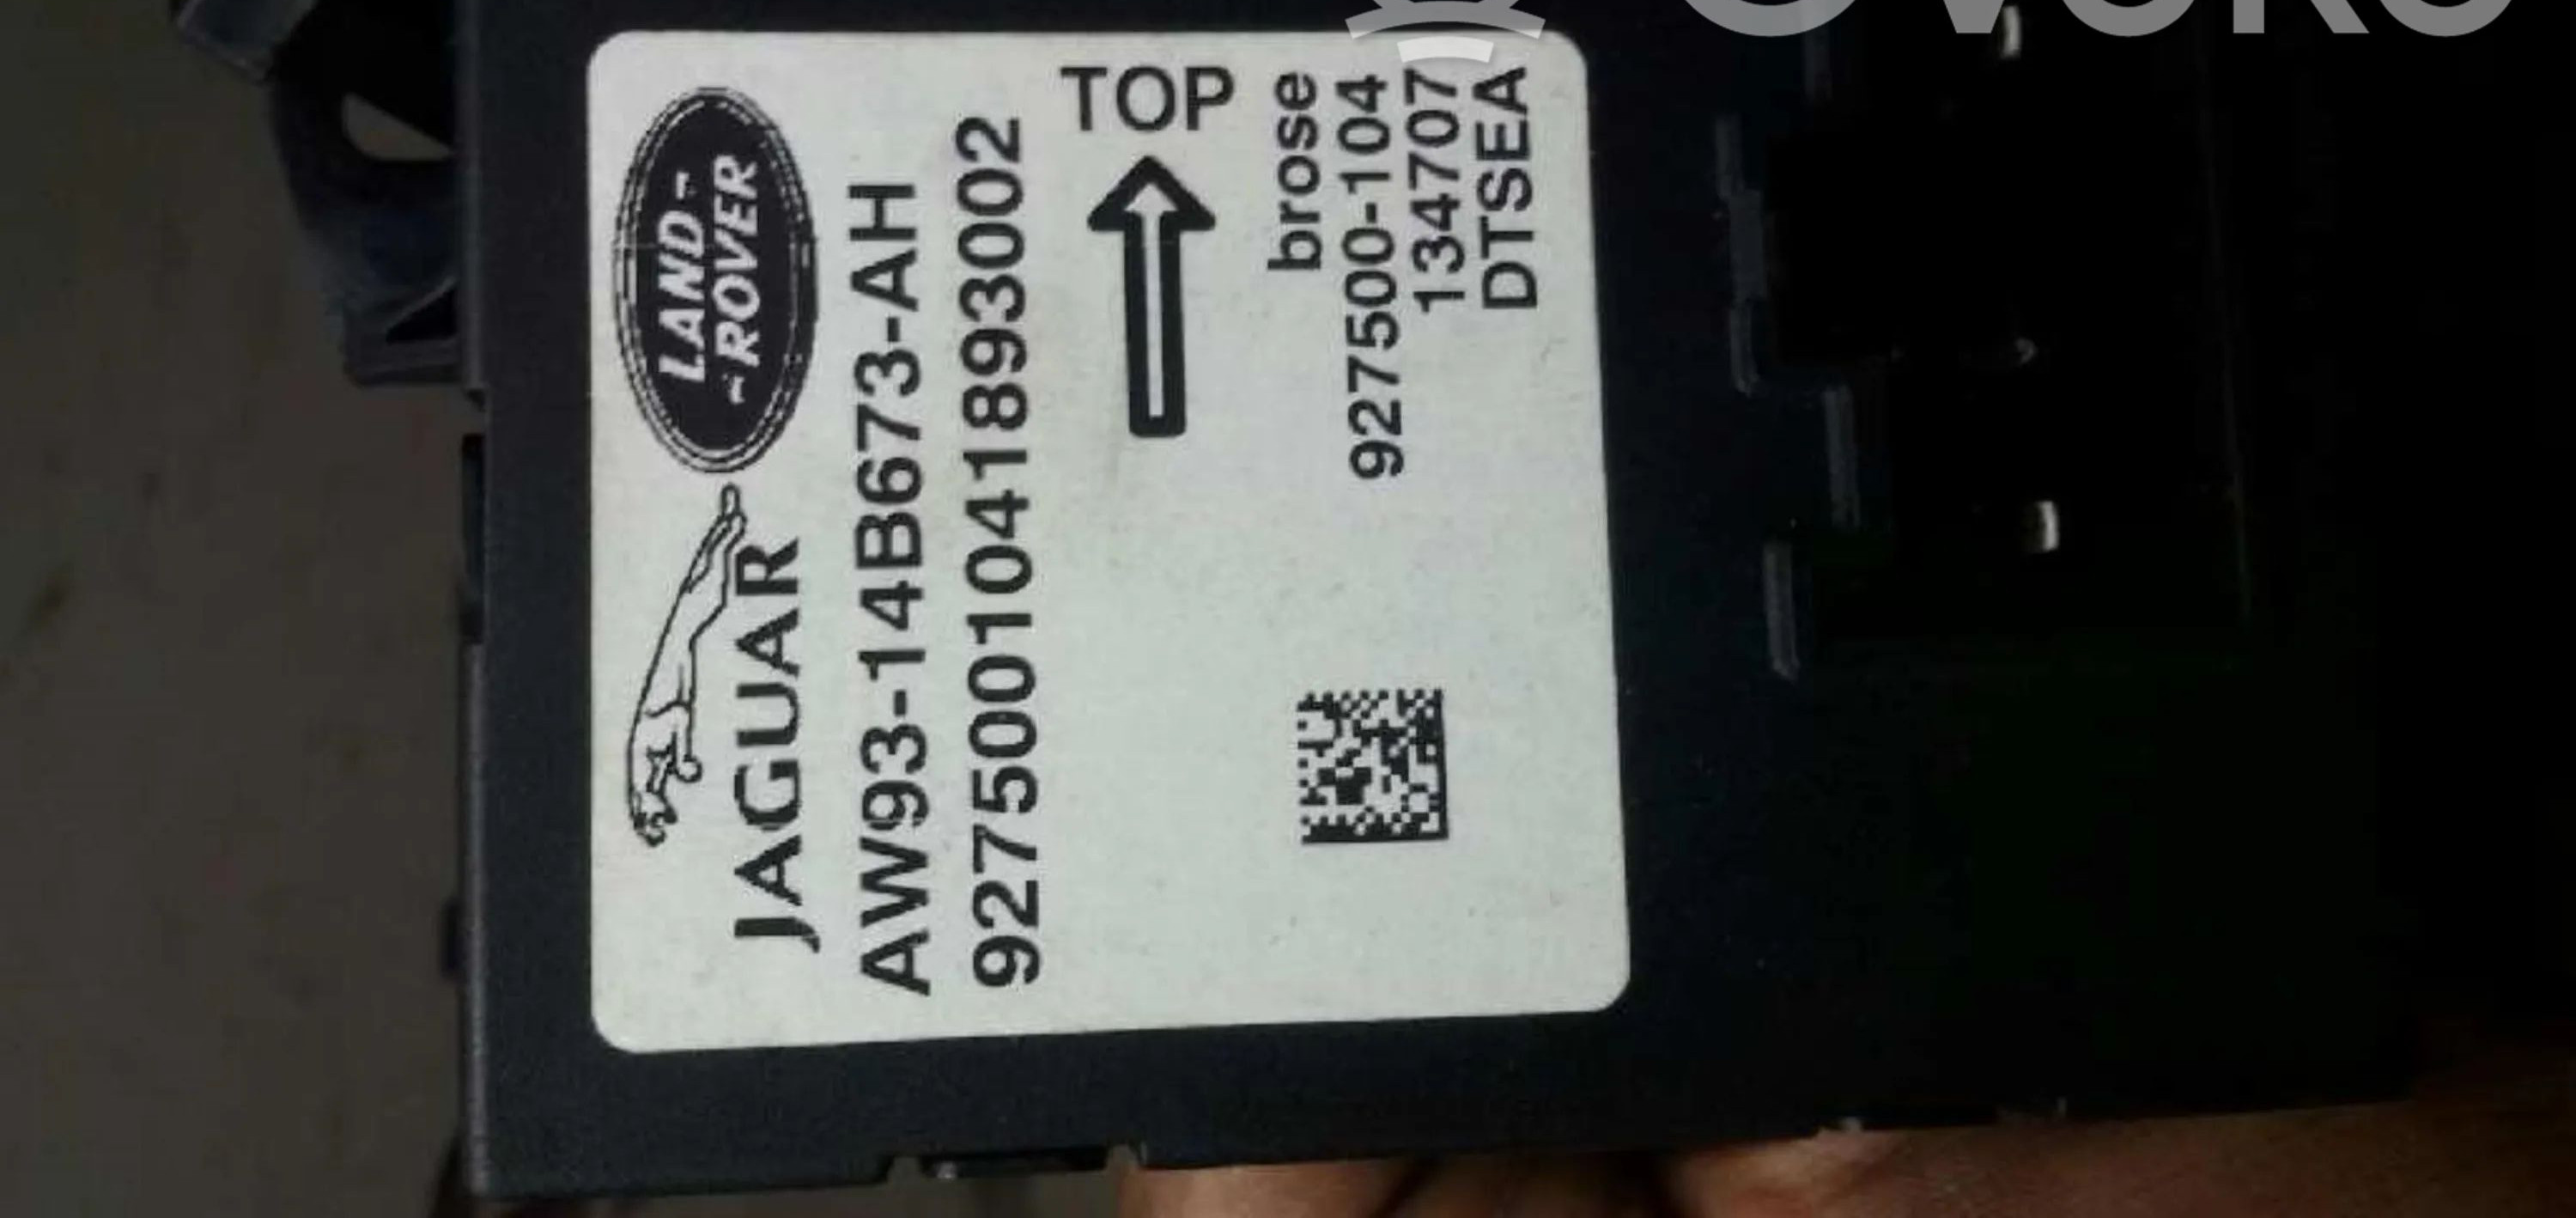 JAGUAR
LAND-
-ROVER
AW93-14B673-AH
9275001041893002
TOP
brose
927500-104
134707
DTSEA